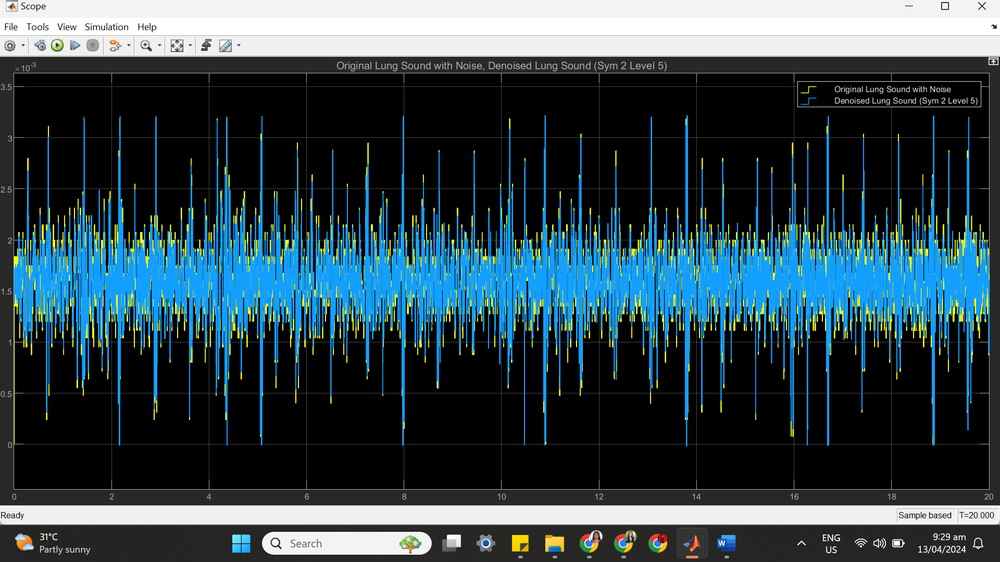 Scope
File Tools View Simulation Help
×10-3
Original Lung Sound with Noise, Denoised Lung Sound (Sym 2 Level 5)
3.5
Original Lung Sound with Noise
Denoised Lung Sound (Sym 2 Level 5)
3
2.5
2
1.5
1
0.5
0
0 2 4 6 8 10 12 14 16 18 20
Ready
Sample based T=20.000
31°C
Partly sunny
Search
W
ENG
US
9:29 am
13/04/2024